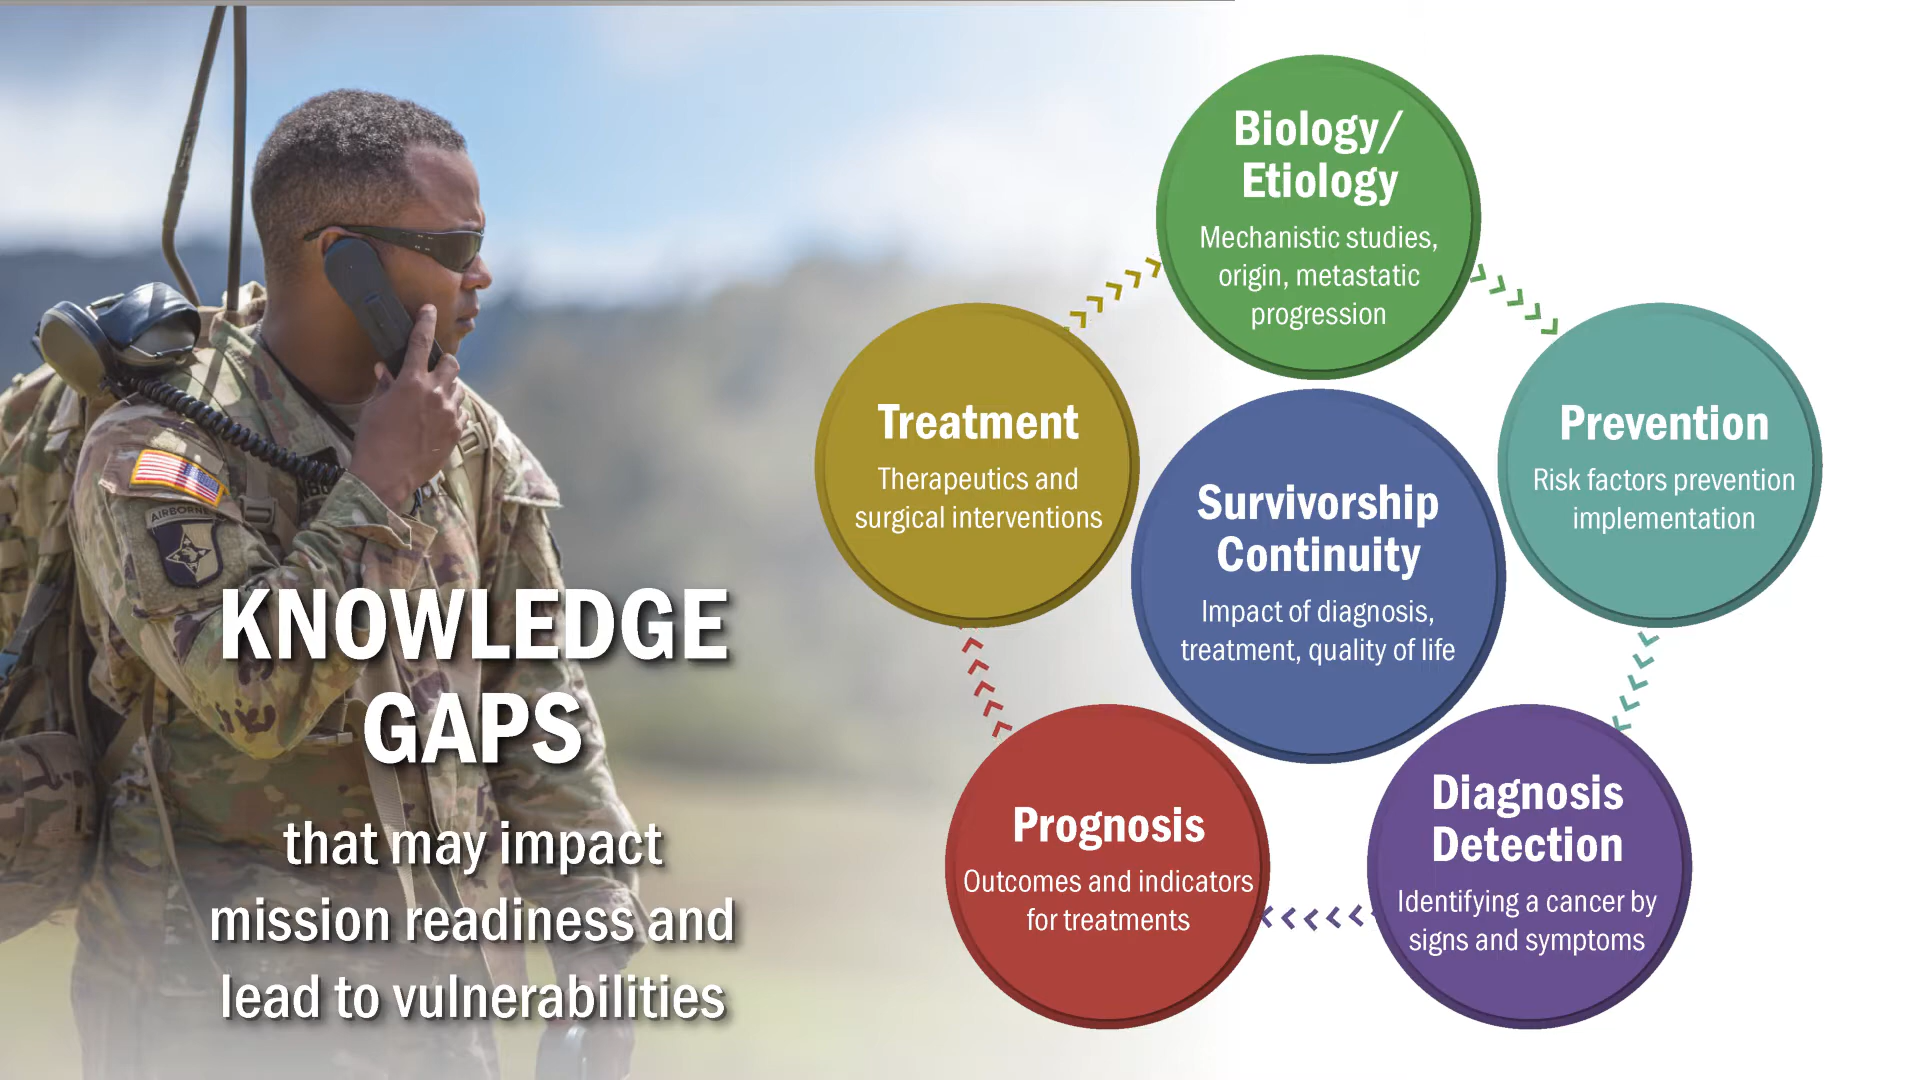 KNOWLEDGE
GAPS
that may impact
mission readiness and
lead to vulnerabilities
AIRBORNE
Biology/
Etiology
Mechanistic studies,
origin, metastatic
progression
Treatment
Therapeutics and
surgical interventions
Prevention
Risk factors prevention
implementation
Survivorship
Continuity
Impact of diagnosis,
treatment, quality of life
Prognosis
Outcomes and indicators
for treatments
Diagnosis
Detection
Identifying a cancer by
signs and symptoms